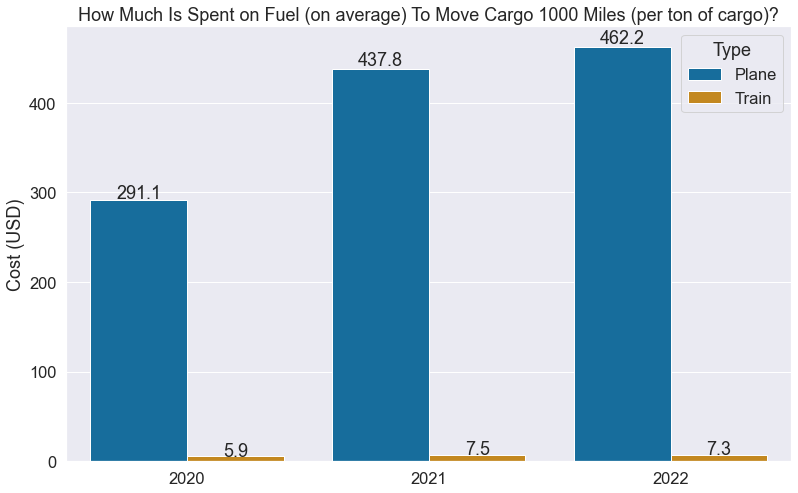 How Much Is Spent on Fuel (on average) To Move Cargo 1000 Miles (per ton of cargo)?
Type
Plane
Train
Cost (USD)
400
300
200
100
0
291.1
5.9
437.8
7.5
462.2
7.3
2020
2021
2022